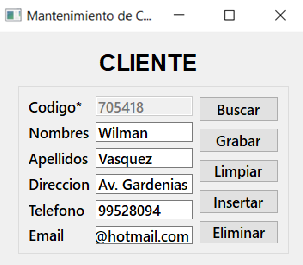 Mantenimiento de C...
CLIENTE
Codigo* 705418 Buscar
Nombres Wilman Grabar
Apellidos Vasquez Limpiar
Direccion Av. Gardenias Insertar
Telefono 99528094 Eliminar
Email @hotmail.com